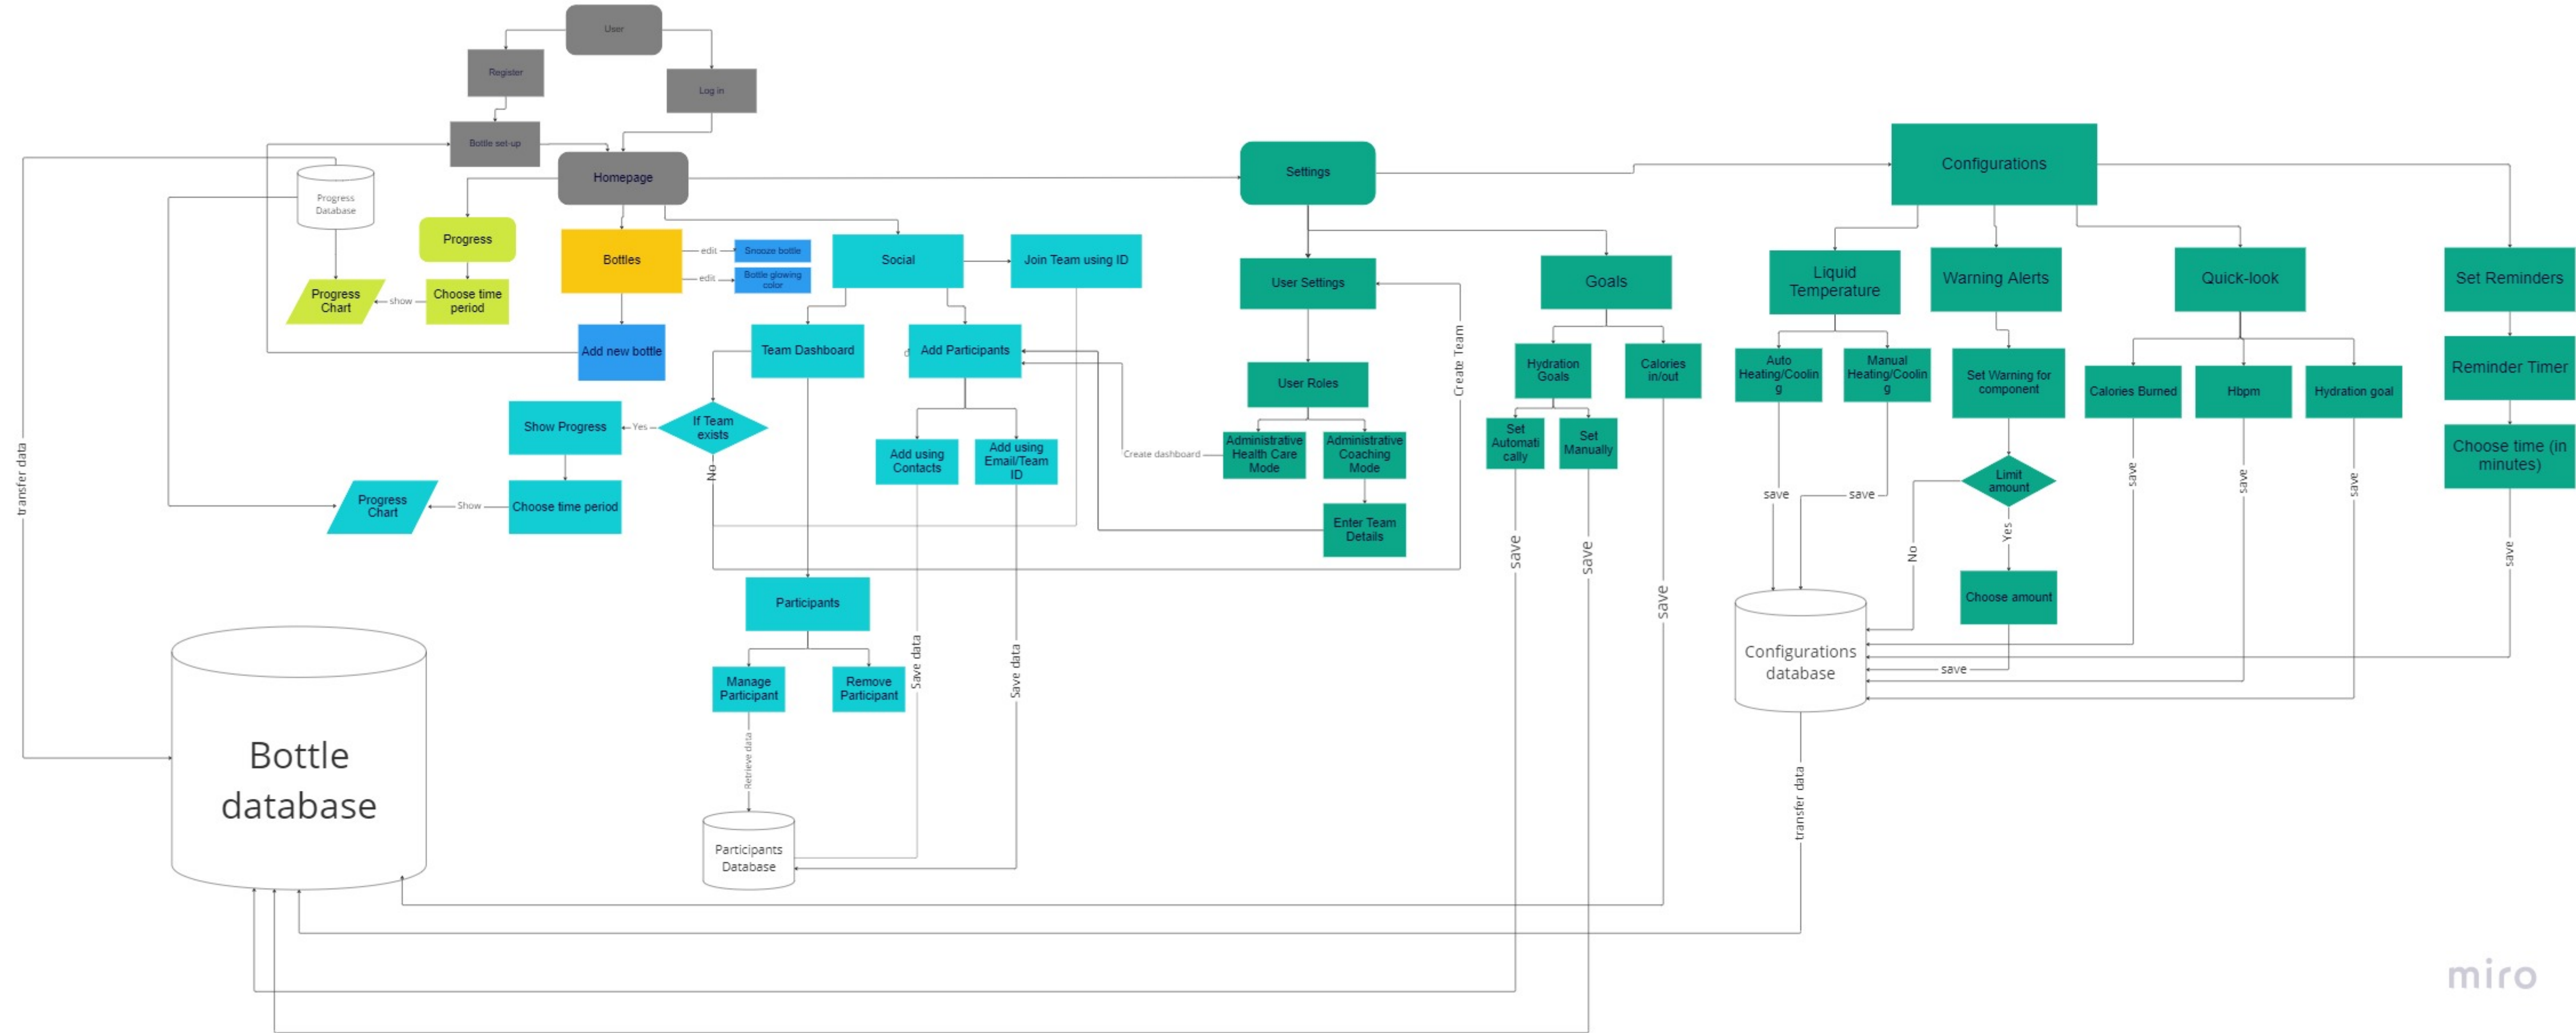 User
Register
Log in
Bottle set-up
Homepage
Settings
Configurations
Progress
Database
Progress
Bottles
edit
Snooze bottle
edit
Bottle glowing
color
Social
Join Team using ID
User Settings
Goals
Liquid
Temperature
Warning Alerts
Quick-look
Set Reminders
Progress
Chart
show
Choose time
period
Add new bottle
Team Dashboard
Add Participants
Create Team
User Roles
Hydration
Goals
Calories
in/out
Auto
Heating/Coolin
g
Manual
Heating/Coolin
g
Set Warning for
component
Calories Burned
Hbpm
Hydration goal
Reminder Timer
Show Progress
Yes
If Team
exists
No
Add using
Contacts
Add using
Email/Team
ID
Create dashboard
Administrative
Health Care
Mode
Administrative
Coaching
Mode
Set
Automati
cally
Set
Manually
Choose time (in
minutes)
transfer data
Progress
Chart
Show
Choose time period
Enter Team
Details
save
save
Limit
amount
save
save
save
Yes
No
save
save
save
save
Choose amount
Participants
Save data
Save data
Manage
Participant
Remove
Participant
Configurations
database
save
Bottle
database
Retrieve data
transfer data
Participants
Database
miro